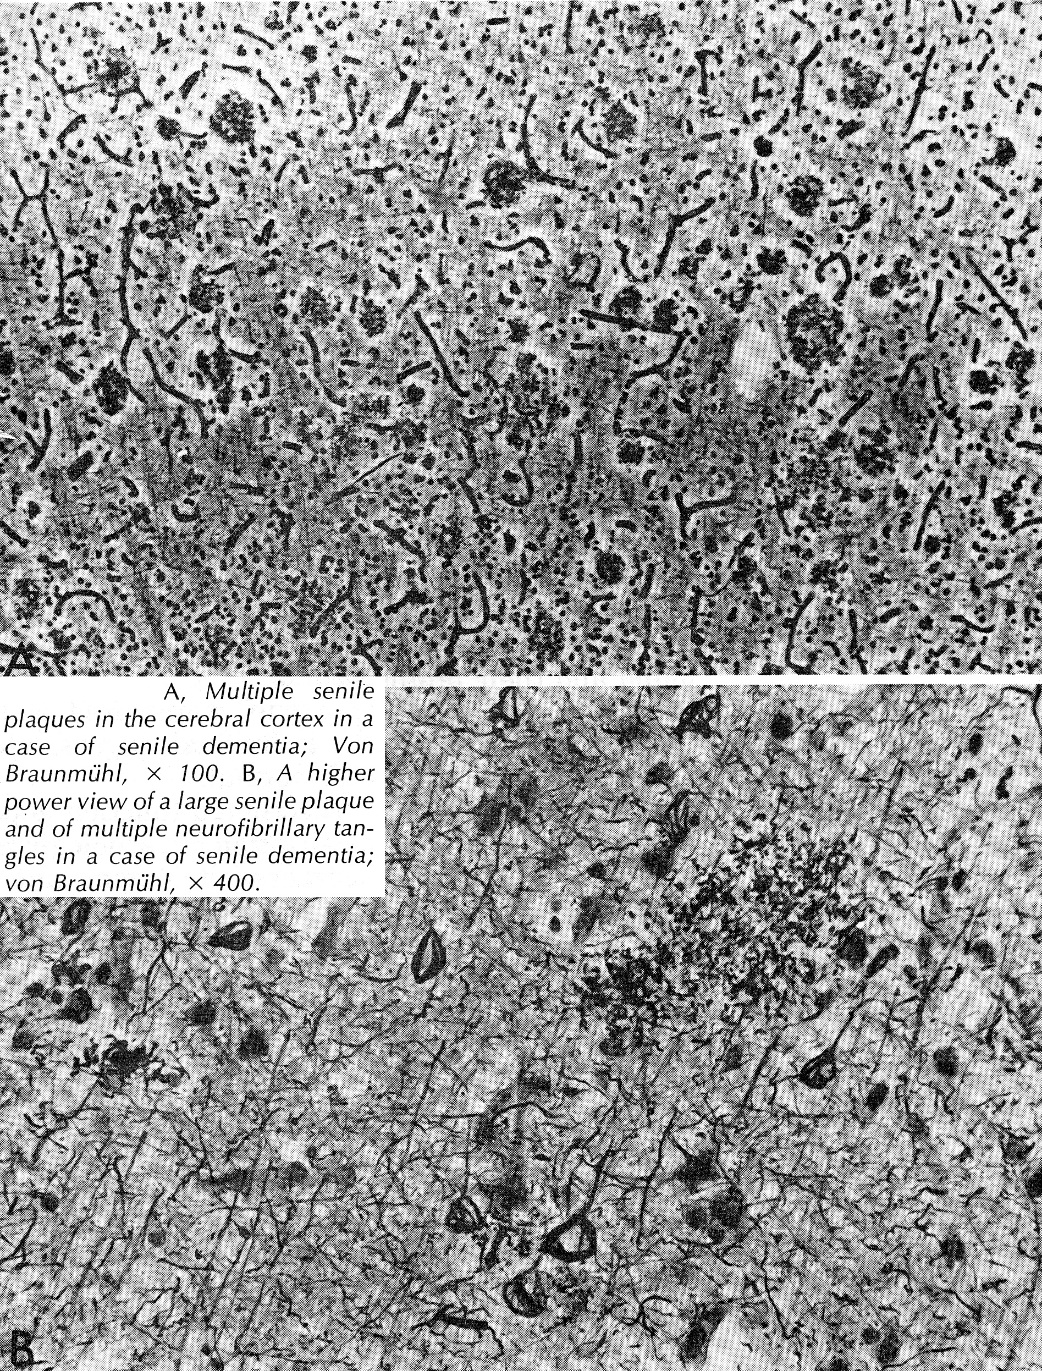 A
A, Multiple senile
plaques in the cerebral cortex in a
case of senile dementia; Von
Braunmühl, × 100. B, A higher
power view of a large senile plaque
and of multiple neurofibrillary tan-
gles in a case of senile dementia;
von Braunmühl, × 400.
B